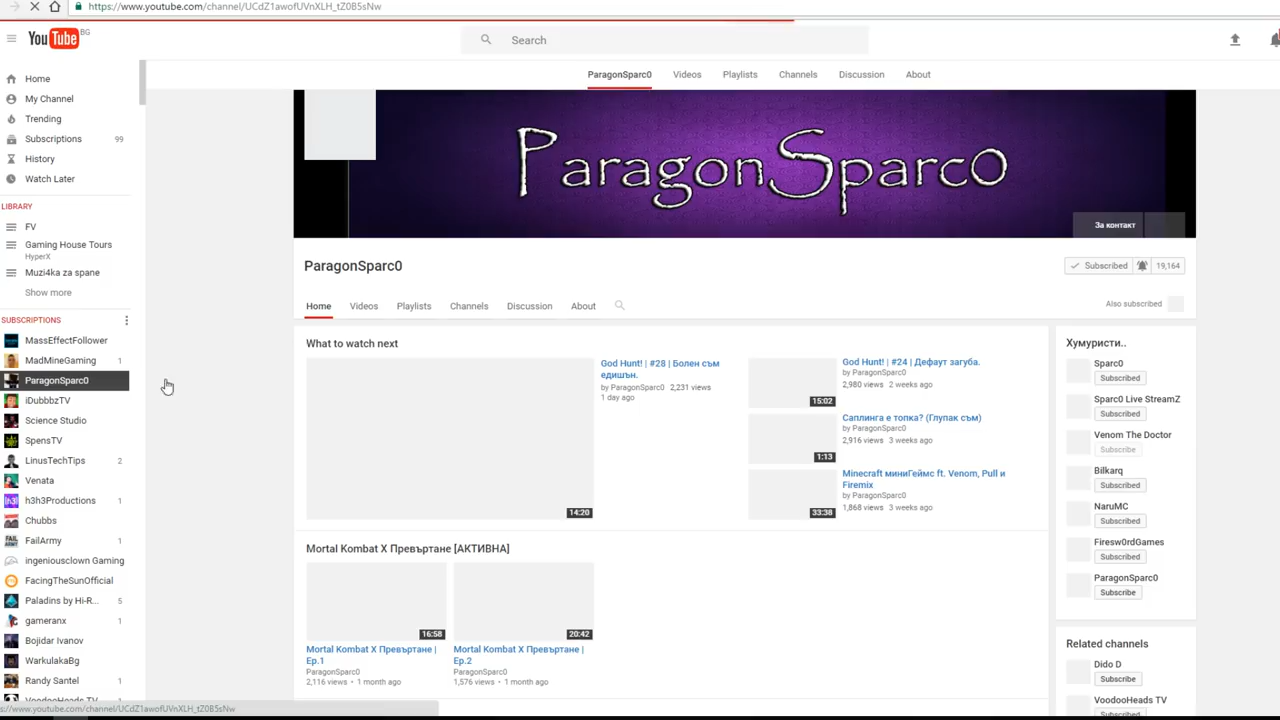 https://www.youtube.com/channel/UCdZ1awofUVnXLH_tZ0B5sNw
YouTube BG
Search
ParagonSparc0 Videos Playlists Channels Discussion About
Home
My Channel
Trending
Subscriptions 99
History
Watch Later
LIBRARY
FV
Gaming House Tours
HyperX
Muzi4ka za spane
Show more
SUBSCRIPTIONS
MassEffectFollower
MadMineGaming 1
ParagonSparc0
iDubbbzTV
Science Studio
SpensTV
LinusTechTips 2
Venata
h3h3Productions 1
Chubbs
FailArmy 1
ingeniousclown Gaming
FacingTheSunOfficial
Paladins by Hi-R... 5
gameranx 1
Bojidar Ivanov
WarkulakaBg
Randy Santel 1
VoodooHeads TV 1
ParagonSparc0
За контакт
ParagonSparc0
Subscribed 19,164
Home Videos Playlists Channels Discussion About
Also subscribed
What to watch next
14:20
God Hunt! | #28 | Болен съм
едишън.
by ParagonSparc0 2,231 views
1 day ago
15:02
God Hunt! | #24 | Дефаут загуба.
by ParagonSparc0
2,980 views 2 weeks ago
1:13
Саплинга е топка? (Глупак съм)
by ParagonSparc0
2,916 views 3 weeks ago
33:38
Minecraft миниГеймс ft. Venom, Pull и
Firemix
by ParagonSparc0
1,868 views 3 weeks ago
Mortal Kombat X Превъртане [АКТИВНА]
16:58
Mortal Kombat X Превъртане |
Ep.1
ParagonSparc0
2,116 views • 1 month ago
20:42
Mortal Kombat X Превъртане |
Ep.2
ParagonSparc0
1,576 views • 1 month ago
Хумуристи..
Sparc0
Subscribed
Sparc0 Live StreamZ
Subscribed
Venom The Doctor
Subscribe
Bilkarq
Subscribed
NaruMC
Subscribed
Firesw0rdGames
Subscribed
ParagonSparc0
Subscribe
Related channels
Dido D
Subscribe
VoodooHeads TV
Subscribed
s://www.youtube.com/channel/UCdZ1awofUVnXLH_tZ0B5sNw